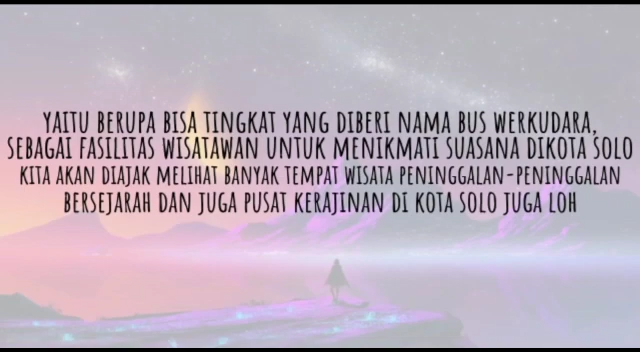 YAITU BERUPA BISA TINGKAT YANG DIBERI NAMA BUS WERKUDARA,
SEBAGAI FASILITAS WISATAWAN UNTUK MENIKMATI SUASANA DIKOTA SOLO
KITA AKAN DIAJAK MELIHAT BANYAK TEMPAT WISATA PENINGGALAN-PENINGGALAN
BERSEJARAH DAN JUGA PUSAT KERAJINAN DI KOTA SOLO JUGA LOH